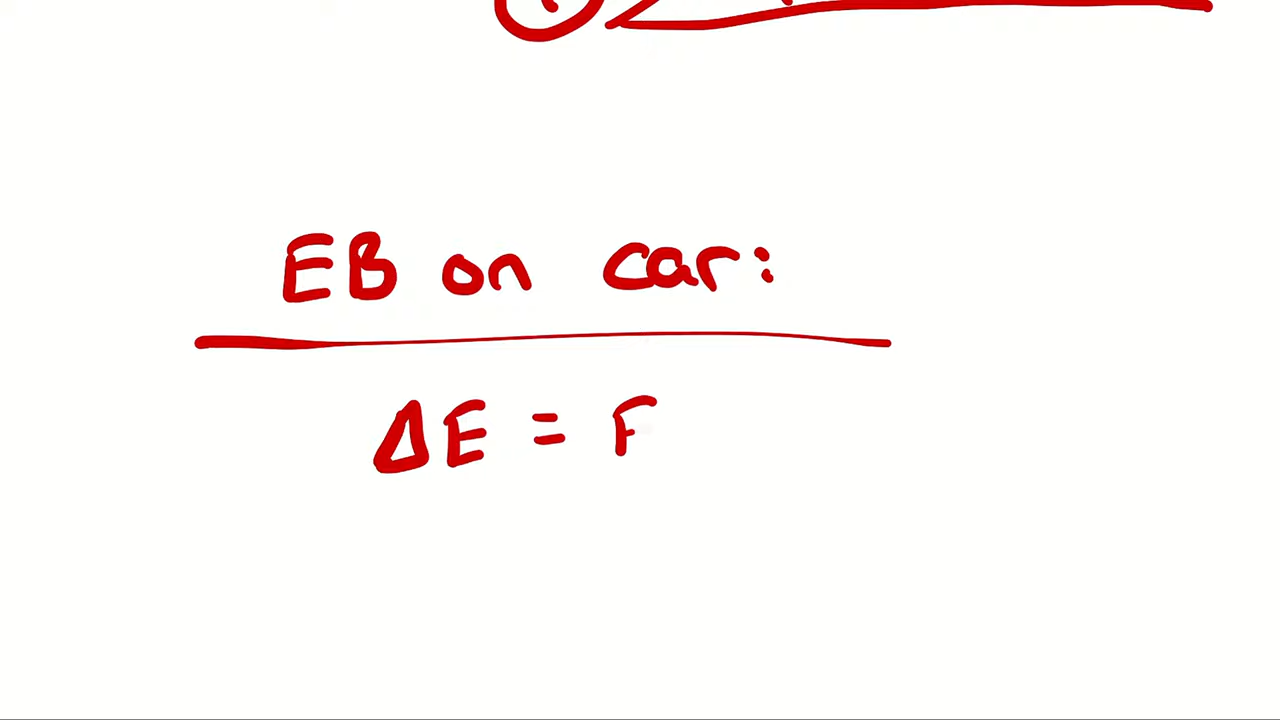 EB on car:
ΔE = F